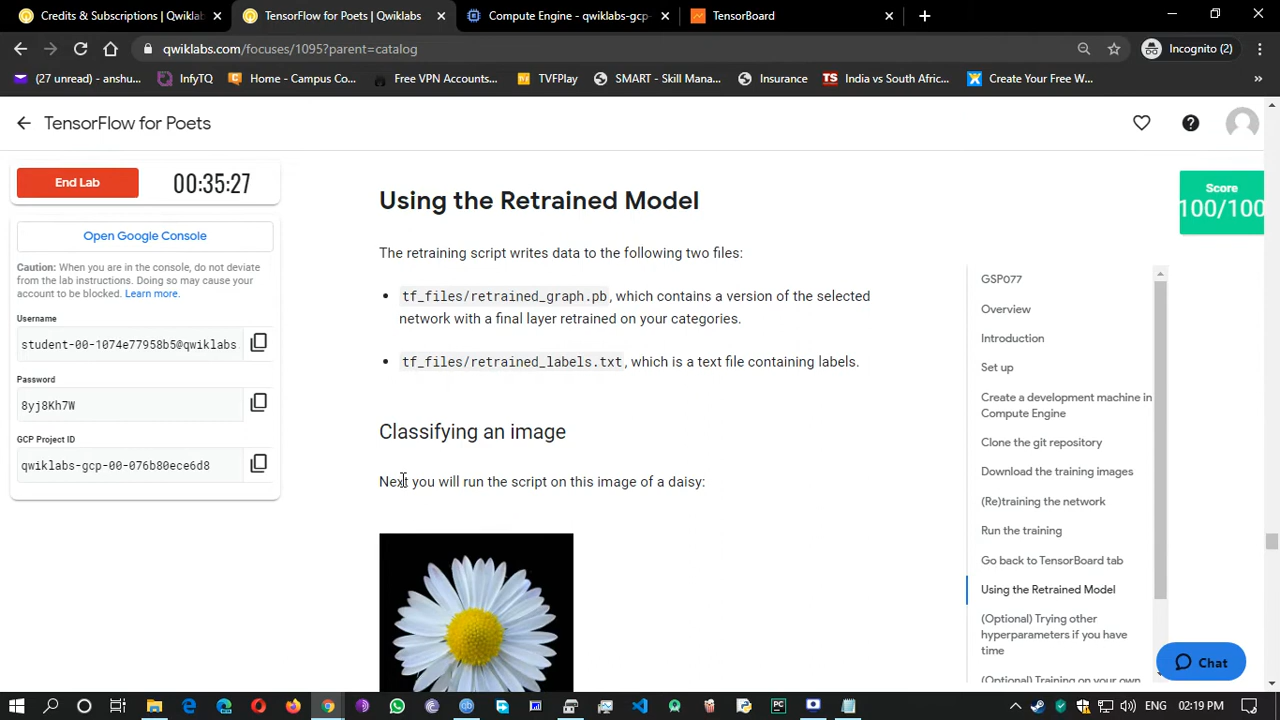 Credits & Subscriptions | Qwikla
TensorFlow for Poets | Qwiklabs
Compute Engine - qwiklabs-gcp-
TensorBoard
qwiklabs.com/focuses/1095?parent=catalog
Incognito (2)
(27 unread) - anshu...
InfyTQ
Home - Campus Co...
Free VPN Accounts...
TVFPlay
SMART - Skill Mana...
Insurance
TS
India vs South Afric...
Create Your Free W...
TensorFlow for Poets
End Lab
00:35:27
Open Google Console
Caution: When you are in the console, do not deviate
from the lab instructions. Doing so may cause your
account to be blocked. Learn more.
Username
student-00-1074e77958b5@qwiklabs
Password
8yj8Kh7W
GCP Project ID
qwiklabs-gcp-00-076b80ece6d8
Using the Retrained Model
The retraining script writes data to the following two files:
tf_files/retrained_graph.pb, which contains a version of the selected
network with a final layer retrained on your categories.
tf_files/retrained_labels.txt, which is a text file containing labels.
Classifying an image
Next you will run the script on this image of a daisy:
Score
100/100
GSP077
Overview
Introduction
Set up
Create a development machine in
Compute Engine
Clone the git repository
Download the training images
(Re)training the network
Run the training
Go back to TensorBoard tab
Using the Retrained Model
(Optional) Trying other
hyperparameters if you have
time
(Optional) Training on your own
Chat
ENG
02:19 PM